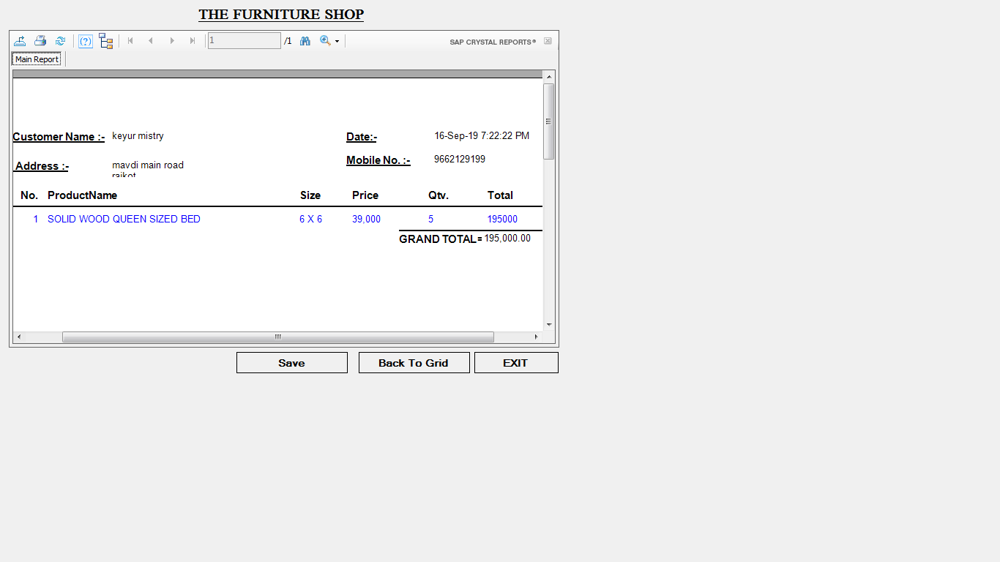 THE FURNITURE SHOP
1 /1 SAP CRYSTAL REPORTS®
Main Report
Customer Name :- keyur mistry Date:- 16-Sep-19 7:22:22 PM
Mobile No. :- 9662129199
Address :- mavdi main road
rajkot
No. ProductName Size Price Qty. Total
1 SOLID WOOD QUEEN SIZED BED 6 X 6 39,000 5 195000
GRAND TOTAL= 195,000.00
Save Back To Grid EXIT